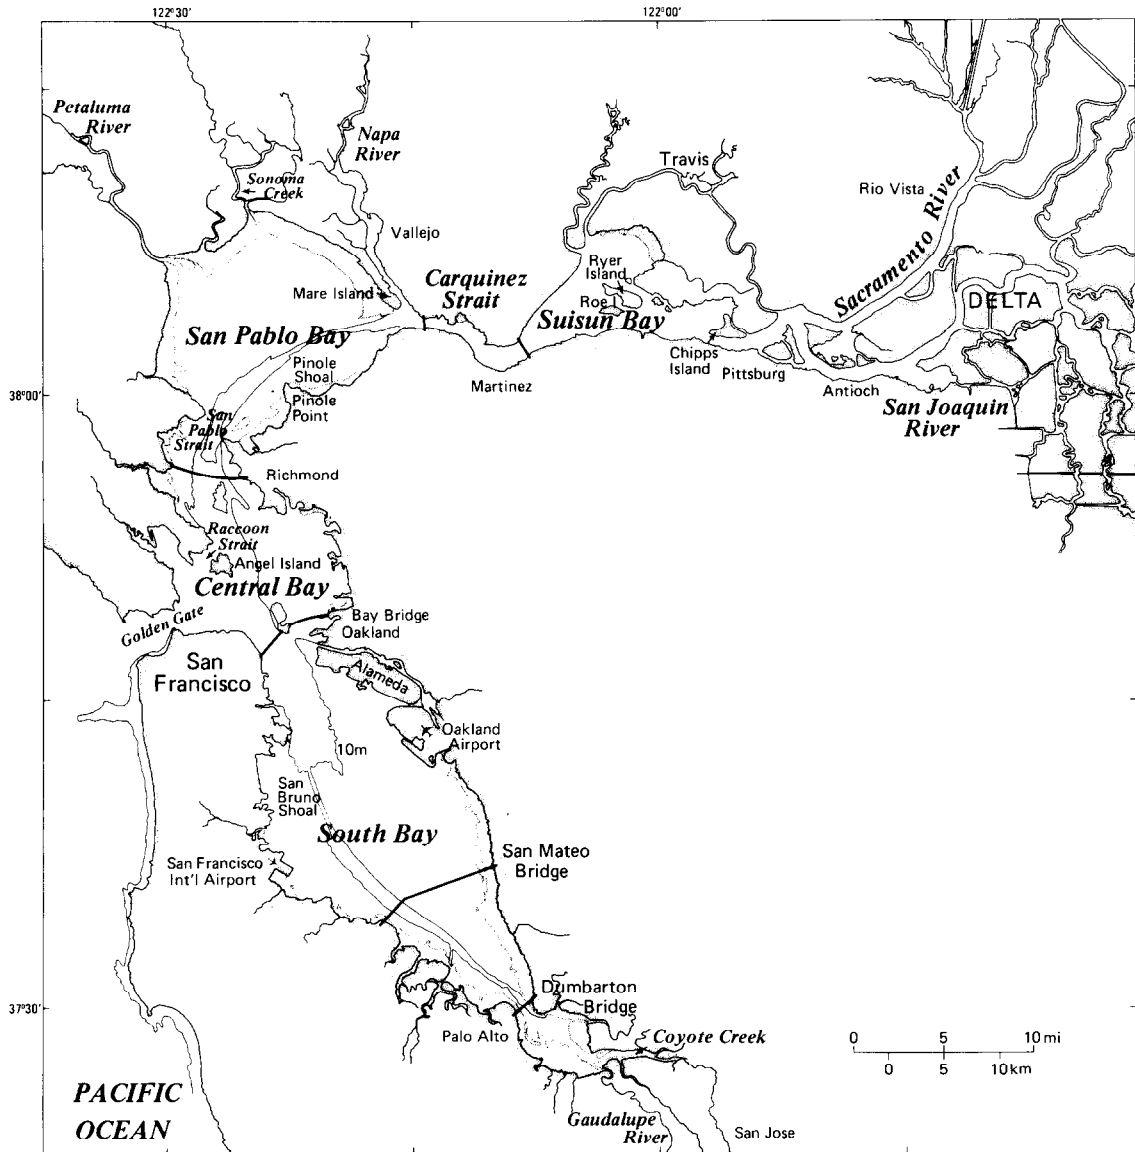 122°30'
122°00'
Petaluma
River
Napa
River
Sonoma
Creek
Travis
Rio Vista
Sacramento River
Vallejo
Ryer
Island
Carquinez
Strait
Mare Island
Roe I.
DELTA
Suisun Bay
San Pablo Bay
Chipps
Island
Pittsburg
Pinole
Shoal
Martinez
Antioch
38°00'
Pinole
Point
San Joaquin
River
San
Pablo
Strait
Richmond
Raccoon
Strait
Angel Island
Central Bay
Golden Gate
Bay Bridge
Oakland
San
Francisco
Alameda
Oakland
Airport
10m
San
Bruno
Shoal
South Bay
San Mateo
Bridge
San Francisco
Int'l Airport
Dumbarton
Bridge
37°30'
Palo Alto
Coyote Creek
0 5 10 mi
0 5 10 km
PACIFIC
OCEAN
Gaudalupe
River
San Jose